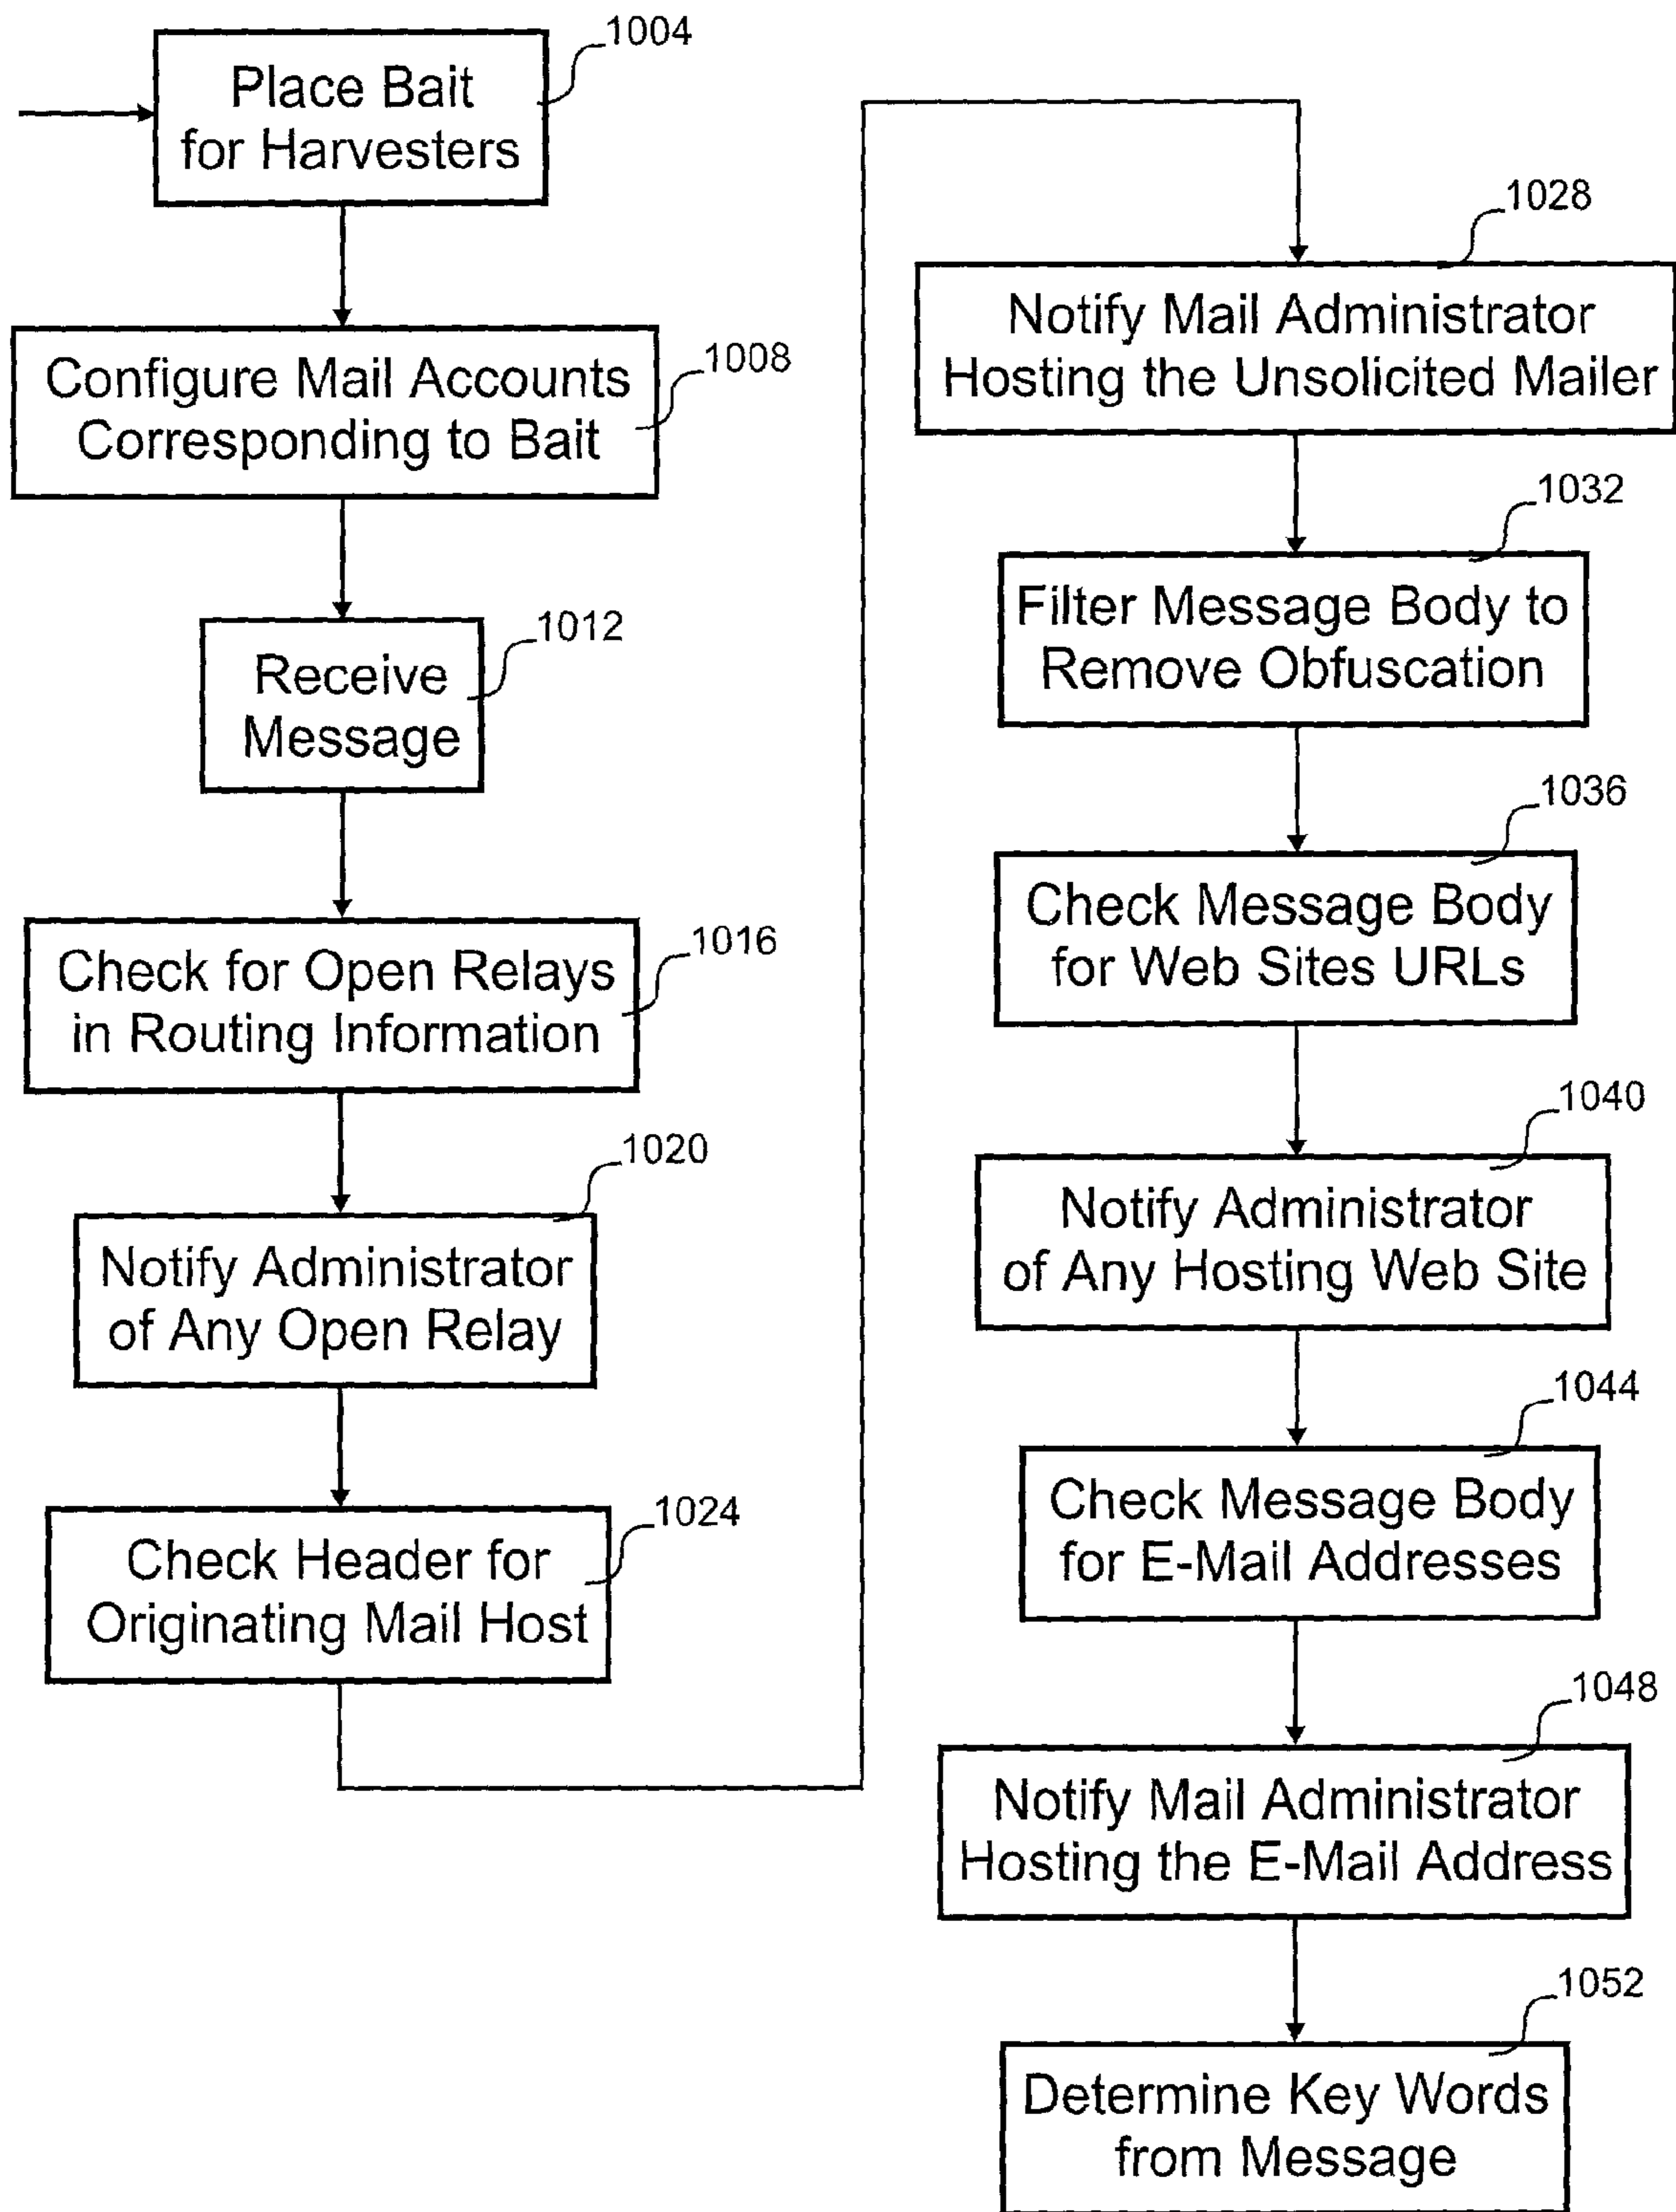 1004
Place Bait
for Harvesters
1008
Configure Mail Accounts
Corresponding to Bait
1012
Receive
Message
1016
Check for Open Relays
in Routing Information
1020
Notify Administrator
of Any Open Relay
1024
Check Header for
Originating Mail Host
1028
Notify Mail Administrator
Hosting the Unsolicited Mailer
1032
Filter Message Body to
Remove Obfuscation
1036
Check Message Body
for Web Sites URLs
1040
Notify Administrator
of Any Hosting Web Site
1044
Check Message Body
for E-Mail Addresses
1048
Notify Mail Administrator
Hosting the E-Mail Address
1052
Determine Key Words
from Message